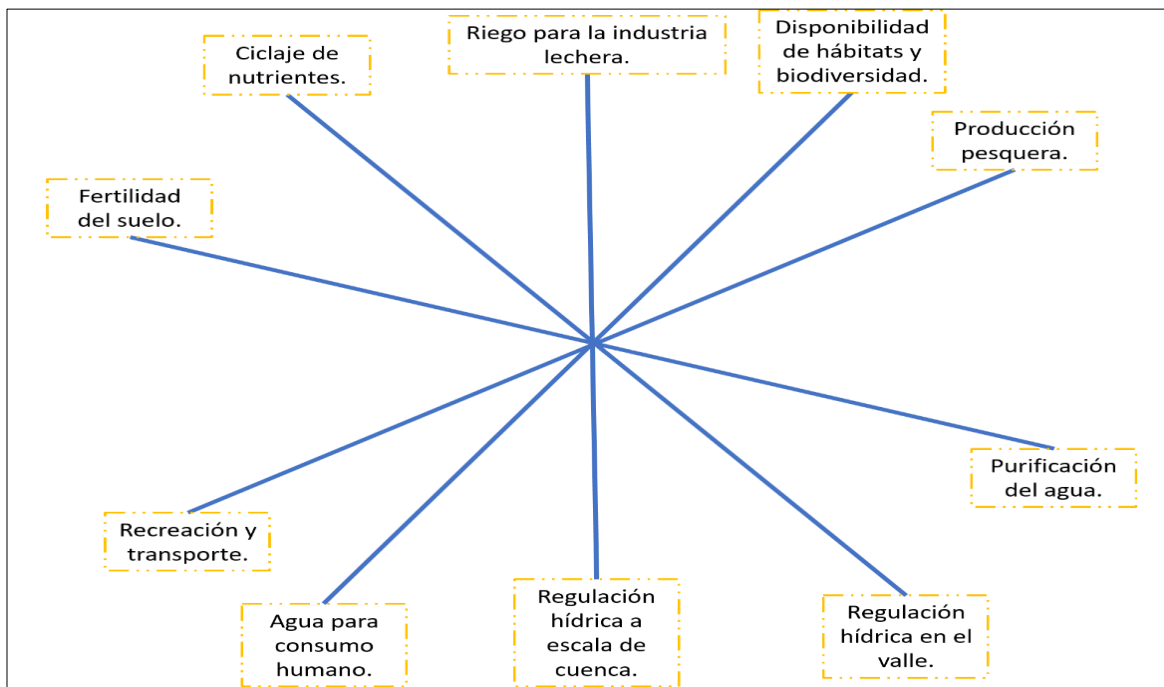 Ciclaje de
nutrientes.
Riego para la industria
lechera.
Disponibilidad
de hábitats y
biodiversidad.
Producción
pesquera.
Fertilidad
del suelo.
Purificación
del agua.
Recreación y
transporte.
Agua para
consumo
humano.
Regulación
hídrica a
escala de
cuenca.
Regulación
hídrica en el
valle.